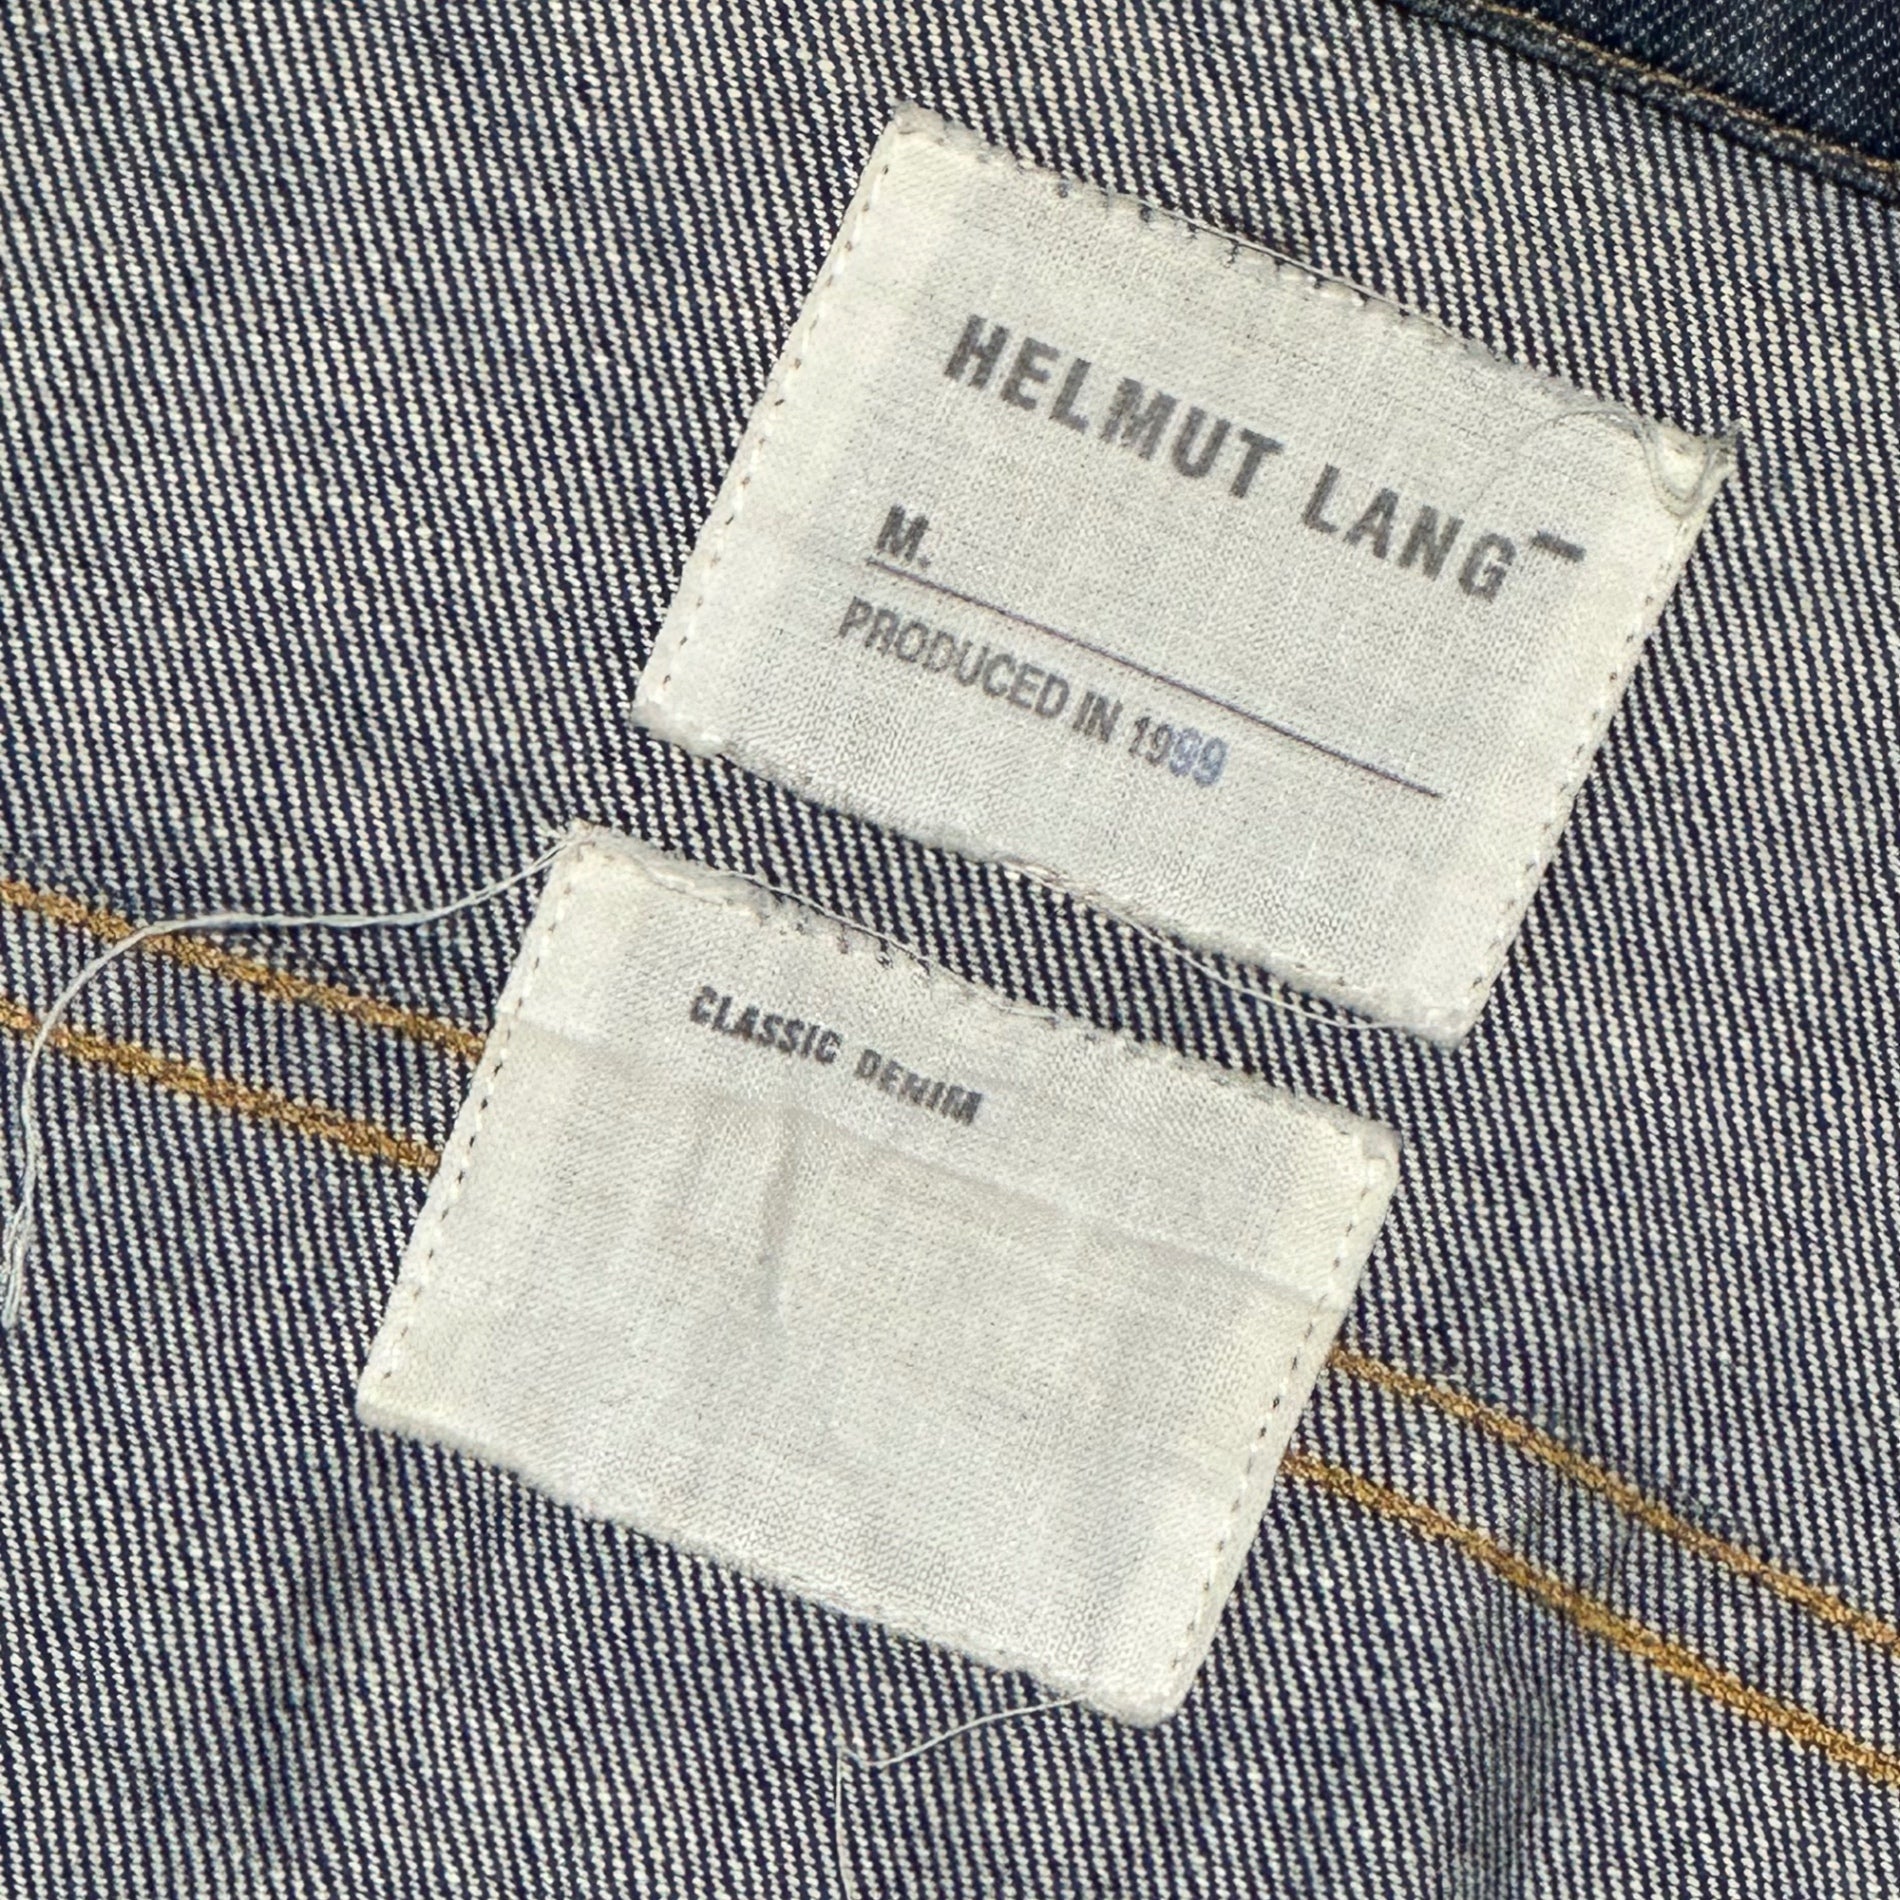 HELMUT LANG
M.
PRODUCED IN 1999
CLASSIC DENIM